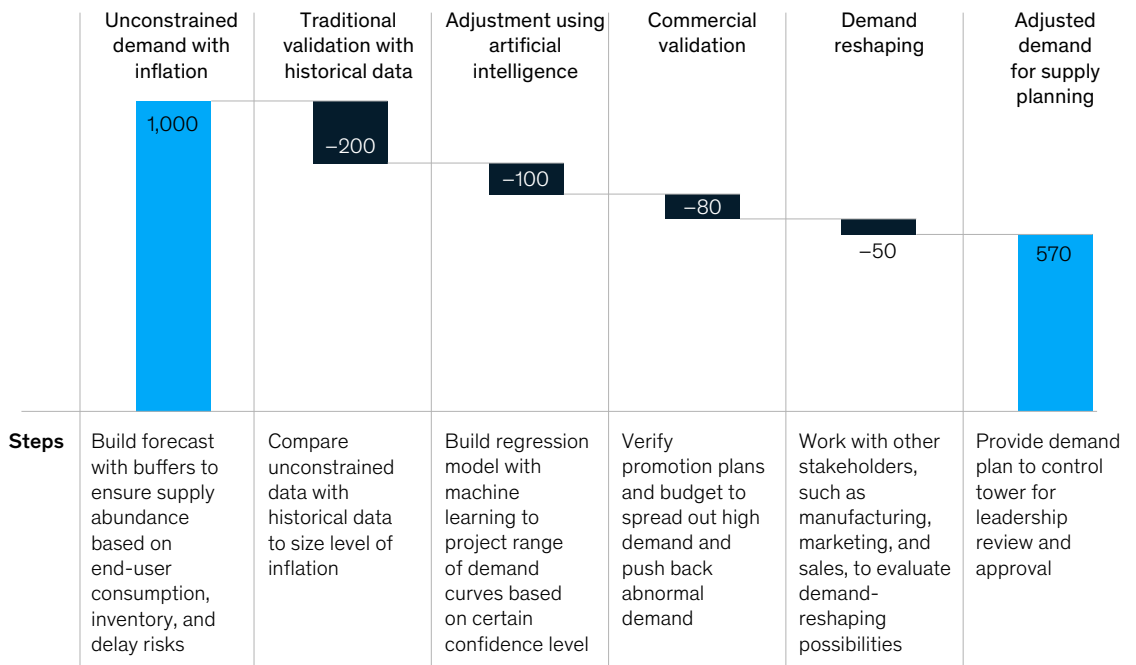 Unconstrained
demand with
inflation
Traditional
validation with
historical data
Adjustment using
artificial
intelligence
Commercial
validation
Demand
reshaping
Adjusted
demand
for supply
planning
1,000
–200
–100
–80
–50
570
Steps
Build forecast
with buffers to
ensure supply
abundance
based on
end-user
consumption,
inventory, and
delay risks
Compare
unconstrained
data with
historical data
to size level of
inflation
Build regression
model with
machine
learning to
project range
of demand
curves based
on certain
confidence level
Verify
promotion plans
and budget to
spread out high
demand and
push back
abnormal
demand
Work with other
stakeholders,
such as
manufacturing,
marketing, and
sales, to evaluate
demand-
reshaping
possibilities
Provide demand
plan to control
tower for
leadership
review and
approval